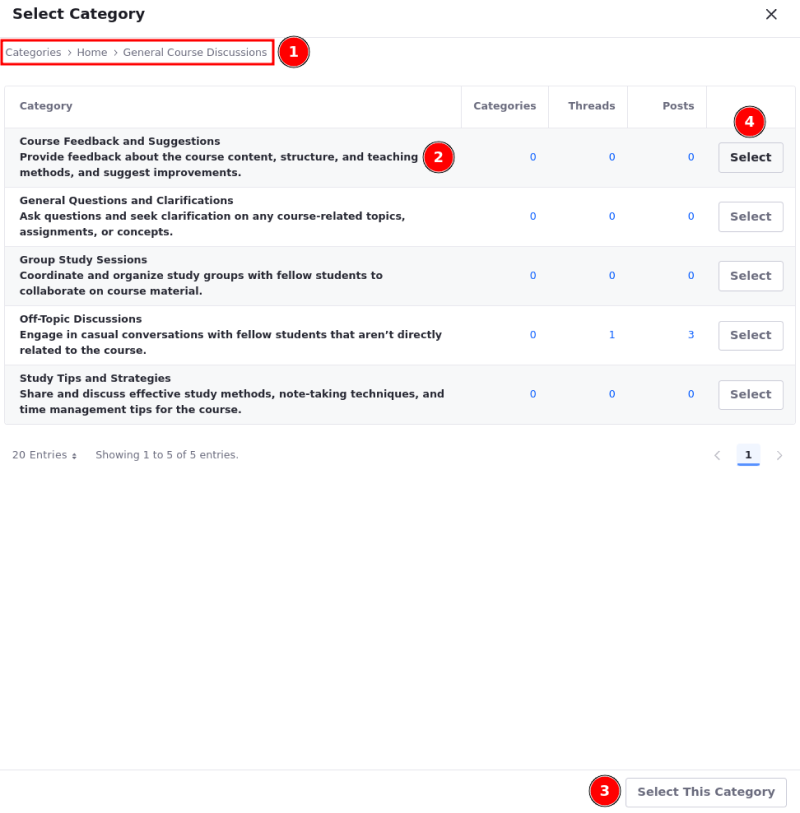 Select Category
Categories > Home > General Course Discussions 1
Category Categories Threads Posts
4
Course Feedback and Suggestions
Provide feedback about the course content, structure, and teaching 2 0 0 0 Select
methods, and suggest improvements.
General Questions and Clarifications
Ask questions and seek clarification on any course-related topics, 0 0 0 Select
assignments, or concepts.
Group Study Sessions
Coordinate and organize study groups with fellow students to 0 0 0 Select
collaborate on course material.
Off-Topic Discussions
Engage in casual conversations with fellow students that aren’t directly 0 1 3 Select
related to the course.
Study Tips and Strategies
Share and discuss effective study methods, note-taking techniques, and 0 0 0 Select
time management tips for the course.
20 Entries Showing 1 to 5 of 5 entries. 1
3 Select This Category